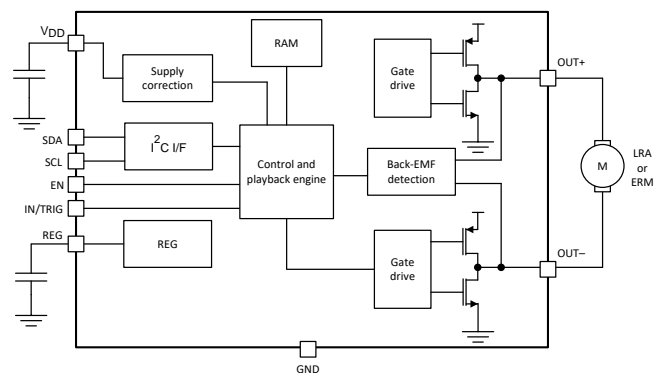 VDD
Supply
correction
RAM
Gate
drive
OUT+
SDA
SCL
I2C I/F
EN
IN/TRIG
Control and
playback engine
Back-EMF
detection
M
LRA
or
ERM
REG
REG
Gate
drive
OUT–
GND